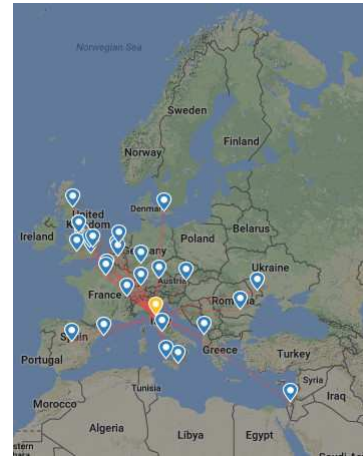 Norwegian Sea
Sweden
Finland
Norway
Denmark
United
Kingdom
Ireland
Belarus
Poland
Germany
Ukraine
Austria
France
Romania
Spain
Portugal
Greece
Turkey
Syria
Tunisia
Iraq
Morocco
Algeria
Libya
Egypt